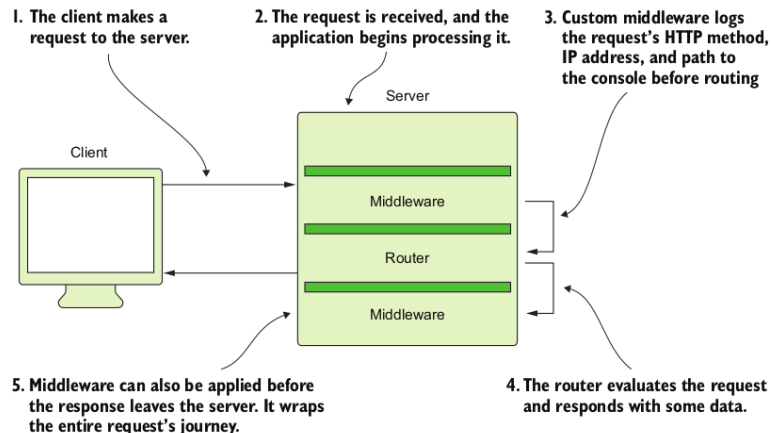 1. The client makes a
request to the server.
2. The request is received, and the
application begins processing it.
3. Custom middleware logs
the request's HTTP method,
IP address, and path to
the console before routing
Server
Client
Middleware
Router
Middleware
5. Middleware can also be applied before
the response leaves the server. It wraps
the entire request's journey.
4. The router evaluates the request
and responds with some data.